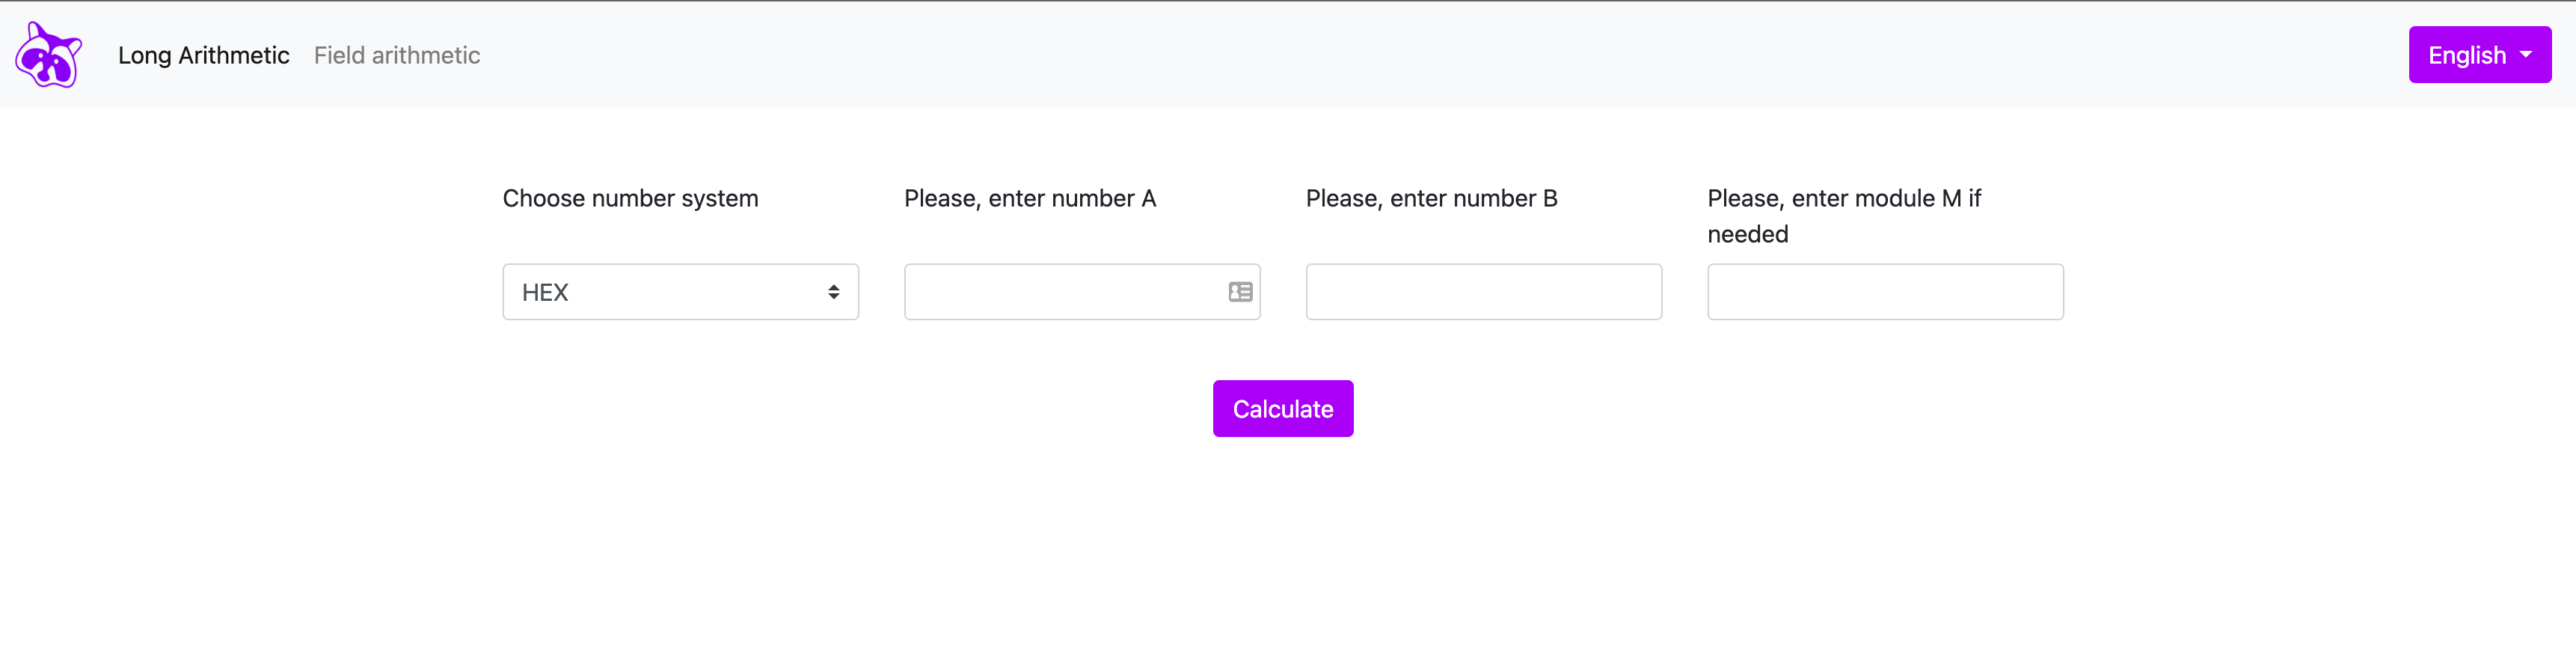 Long Arithmetic
Field arithmetic
English
Choose number system
Please, enter number A
Please, enter number B
Please, enter module M if
needed
HEX
Calculate